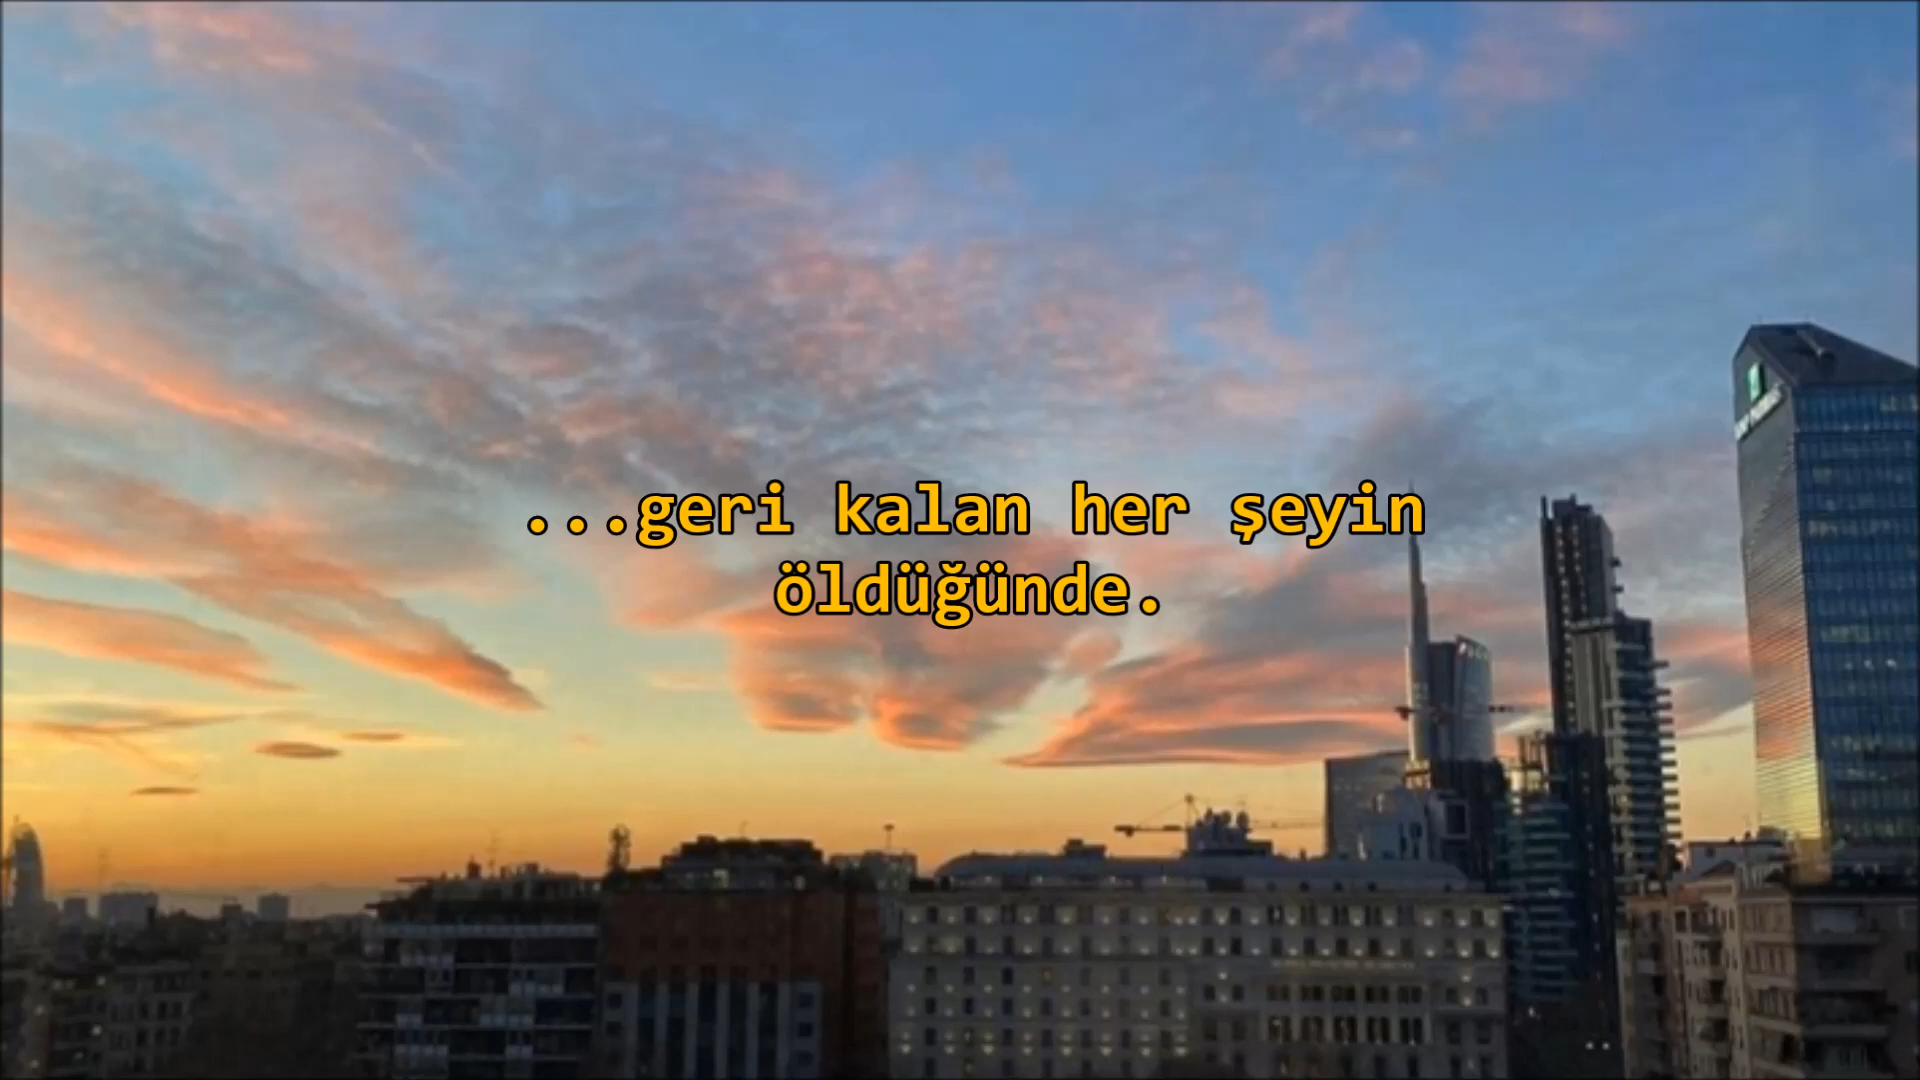 ...geri kalan her şeyin
öldüğünde.